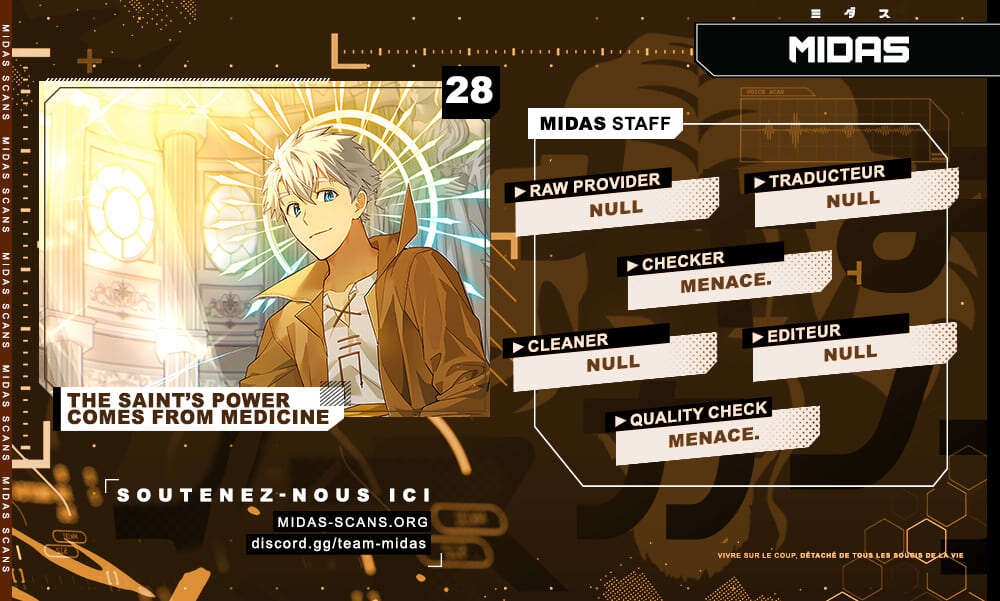 ミダス
MIDAS
28
VOICE SCAN
MIDAS STAFF
▶RAW PROVIDER
NULL
▶TRADUCTEUR
NULL
▶CHECKER
MENACE.
▶CLEANER
NULL
▶EDITEUR
NULL
▶QUALITY CHECK
MENACE.
THE SAINT'S POWER
COMES FROM MEDICINE
SOUTENEZ-NOUS ICI
MIDAS-SCANS.ORG
discord.gg/team-midas
VIVRE SUR LE COUP, DÉTACHÉ DE TOUS LES SOUCIS DE LA VIE
MIDAS SCANS MIDAS SCANS MIDAS SCANS MIDAS SCANS MIDAS SCANS